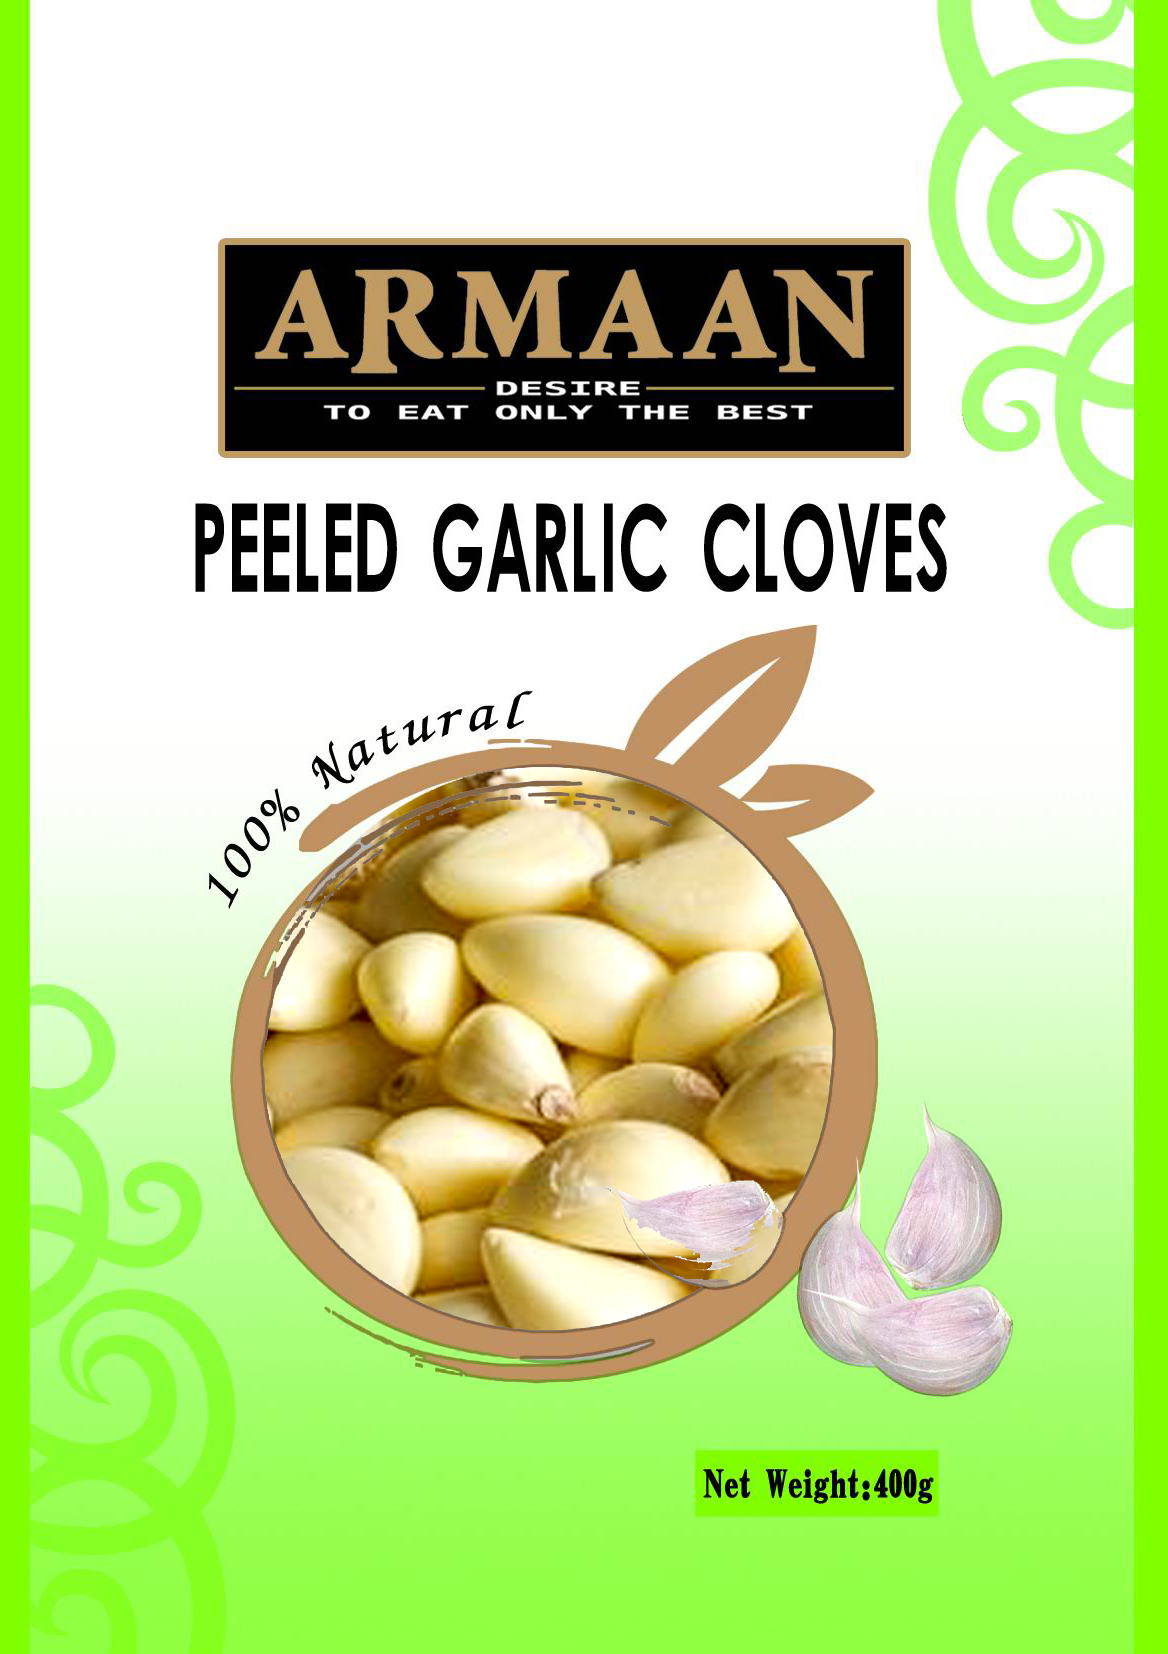 ARMAAN
DESIRE
TO EAT ONLY THE BEST
PEELED GARLIC CLOVES
100% Natural
Net Weight:400g